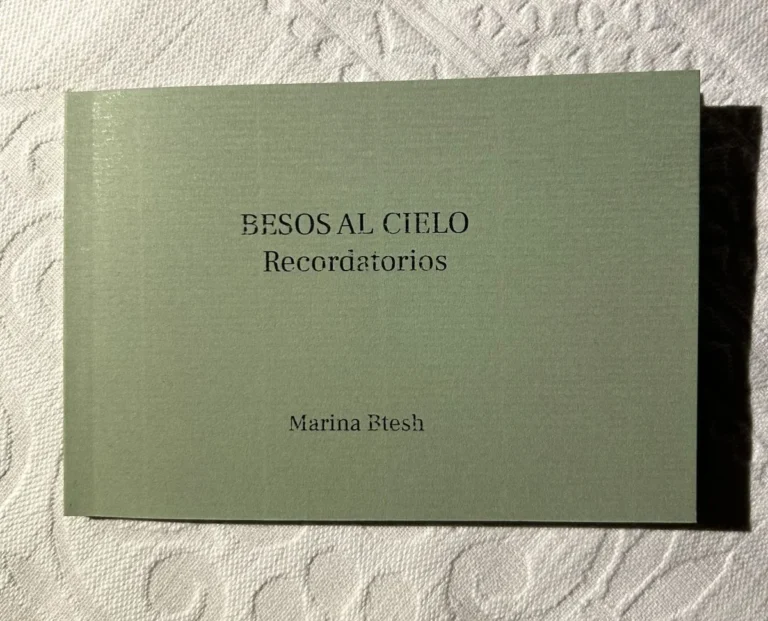 BESOS AL CIELO
Recordatorios
Marina Btesh